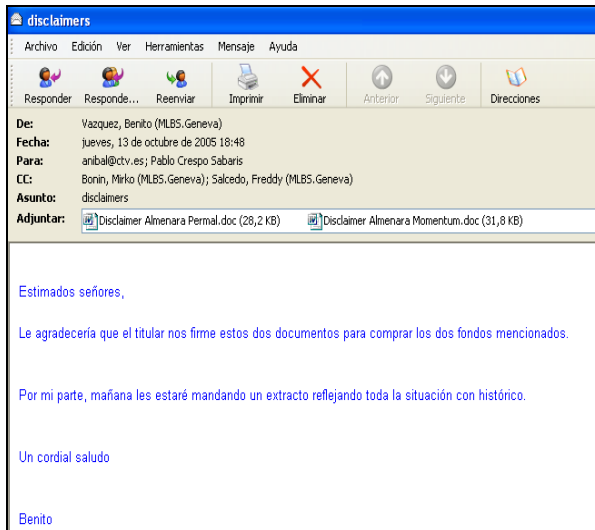 disclaimers
Archivo Edición Ver Herramientas Mensaje Ayuda
Responder Responde... Reenviar Imprimir Eliminar Anterior Siguiente Direcciones
De: Vazquez, Benito (MLBS.Geneva)
Fecha: jueves, 13 de octubre de 2005 18:48
Para: anibal@ctv.es; Pablo Crespo Sabaris
CC: Bonin, Mirko (MLBS.Geneva); Salcedo, Freddy (MLBS.Geneva)
Asunto: disclaimers
Adjuntar: Disclaimer Almenara Permal.doc (28,2 KB) Disclaimer Almenara Momentum.doc (31,8 KB)
Estimados señores,
Le agradecería que el titular nos firme estos dos documentos para comprar los dos fondos mencionados.
Por mi parte, mañana les estaré mandando un extracto reflejando toda la situación con histórico.
Un cordial saludo
Benito